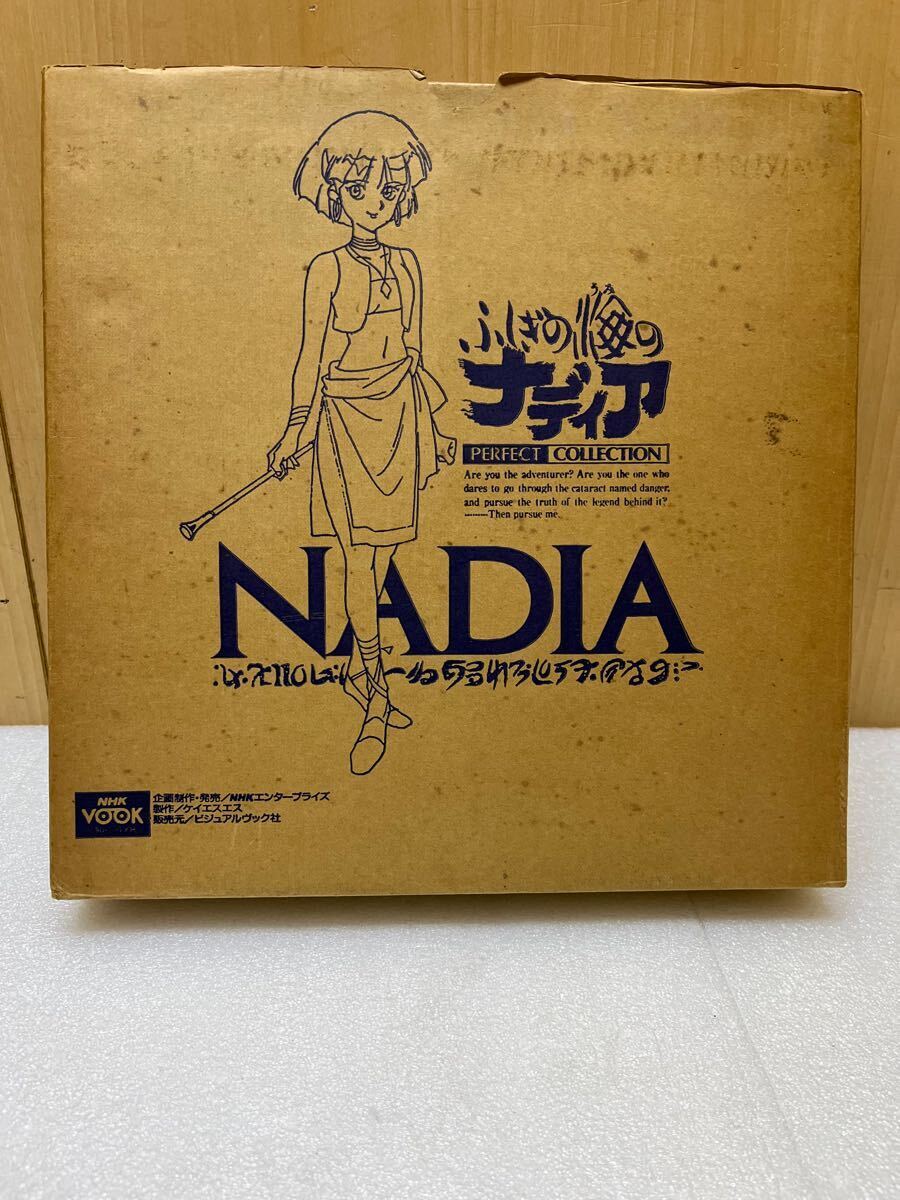 うみ
ふしぎの海の
ナディア
PERFECT COLLECTION
Are you the adventurer? Are you the one who
dares to go through the cataract named danger,
and pursue the truth of the legend behind it?
--------Then pursue me.
NADIA
NHK
VOOK
企画制作・発売/NHKエンタープライズ
製作/ケイエスエス
販売元/ビジュアルヴック社